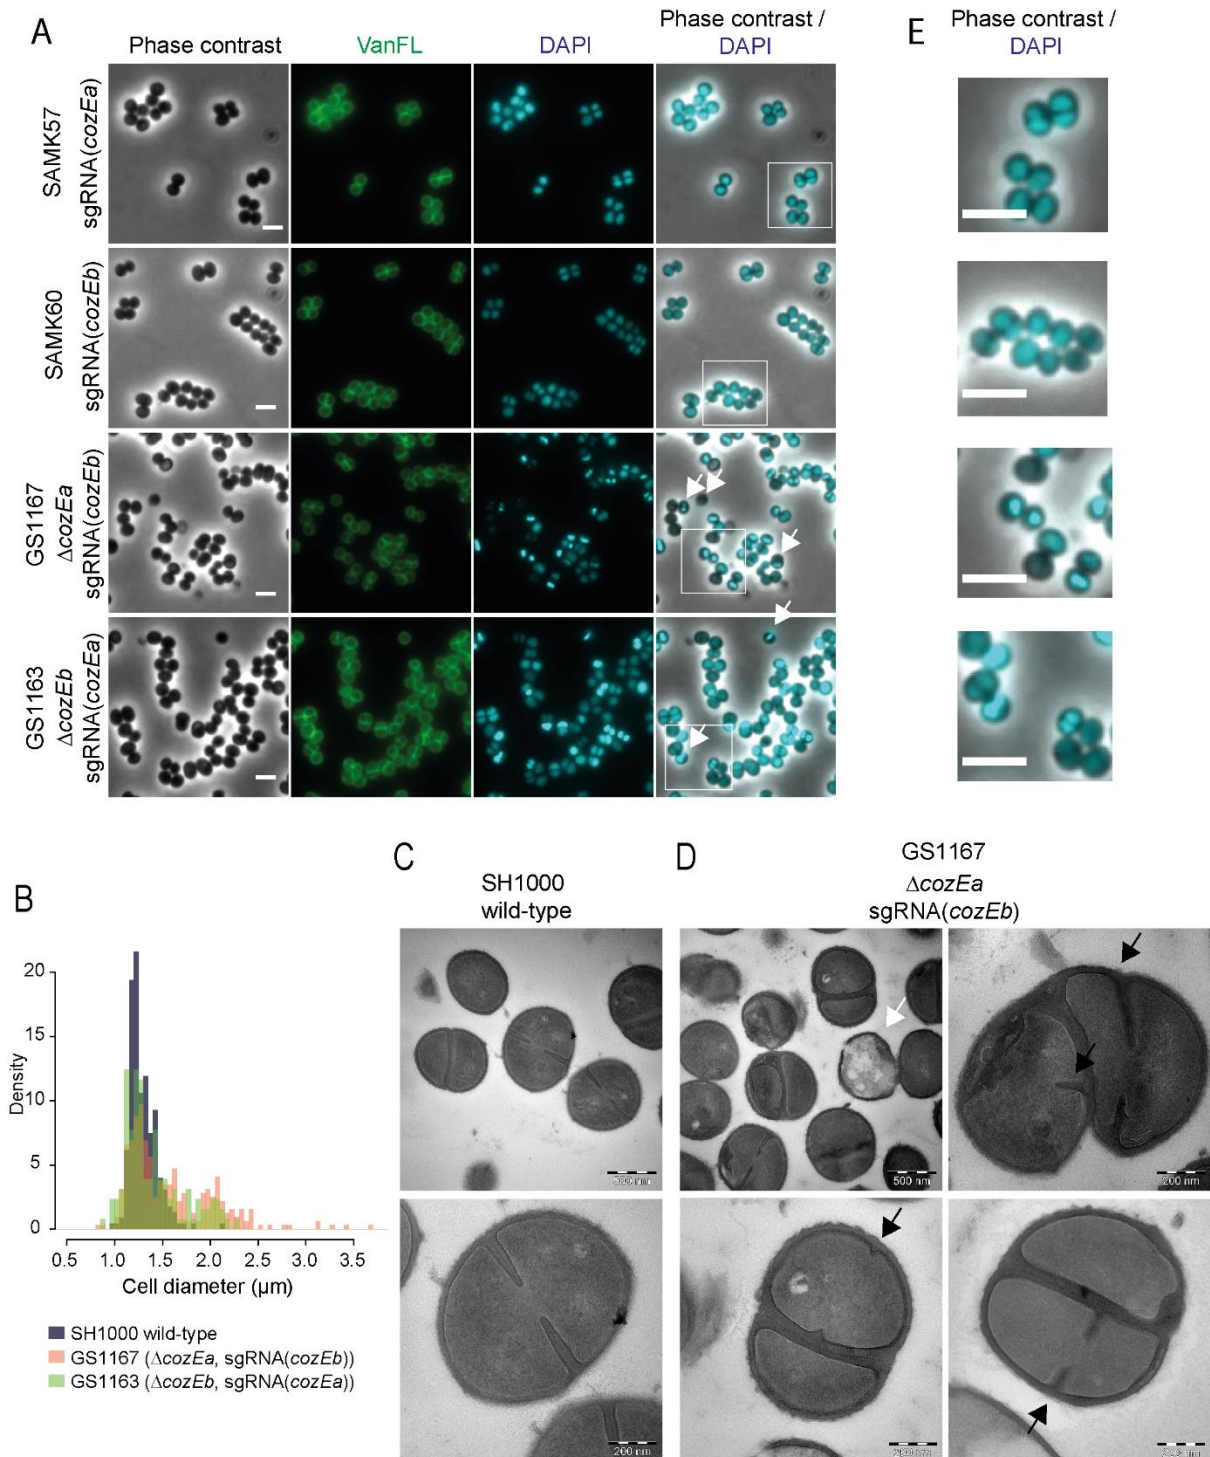 A
Phase contrast
VanFL
DAPI
Phase contrast /
DAPI
E
Phase contrast /
DAPI
SAMK57
sgRNA(cozEa)
SAMK60
sgRNA(cozEb)
GS1167
ΔcozEa
sgRNA(cozEb)
GS1163
ΔcozEb
sgRNA(cozEa)
B
Density
20
15
10
5
0
0.5 1.0 1.5 2.0 2.5 3.0 3.5
Cell diameter (µm)
SH1000 wild-type
GS1167 (ΔcozEa, sgRNA(cozEb))
GS1163 (ΔcozEb, sgRNA(cozEa))
C
SH1000
wild-type
500 nm
200 nm
D
GS1167
ΔcozEa
sgRNA(cozEb)
500 nm
200 nm
200 nm
200 nm